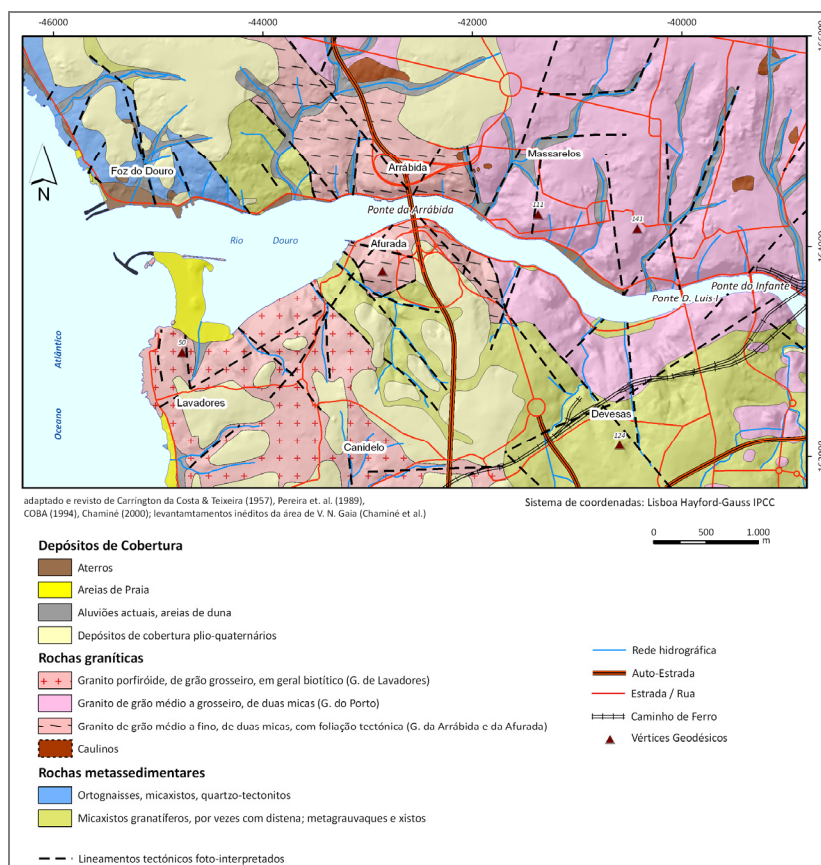 -46000
-44000
-42000
-40000
166000
Foz do Douro
Massarelos
Arrábida
N
111
141
Ponte da Arrábida
164000
Rio Douro
Afurada
Ponte do Infante
Ponte D. Luis I
Atlântico
50
Oceano
Lavadores
Devesas
124
Canidelo
162000
adaptado e revisto de Carrington da Costa & Teixeira (1957), Pereira et. al. (1989),
COBA (1994), Chaminé (2000); levantamtamentos inéditos da área de V. N. Gaia (Chaminé et al.)
Sistema de coordenadas: Lisboa Hayford-Gauss IPCC
0 500 1.000
m
Depósitos de Cobertura
Aterros
Areias de Praia
Aluviões actuais, areias de duna
Depósitos de cobertura plio-quaternários
Rochas graníticas
Granito porfiróide, de grão grosseiro, em geral biotítico (G. de Lavadores)
Granito de grão médio a grosseiro, de duas micas (G. do Porto)
Granito de grão médio a fino, de duas micas, com foliação tectónica (G. da Arrábida e da Afurada)
Caulinos
Rochas metassedimentares
Ortognaisses, micaxistos, quartzo-tectonitos
Micaxistos granatíferos, por vezes com distena; metagrauvaques e xistos
Lineamentos tectónicos foto-interpretados
Rede hidrográfica
Auto-Estrada
Estrada / Rua
Caminho de Ferro
Vértices Geodésicos